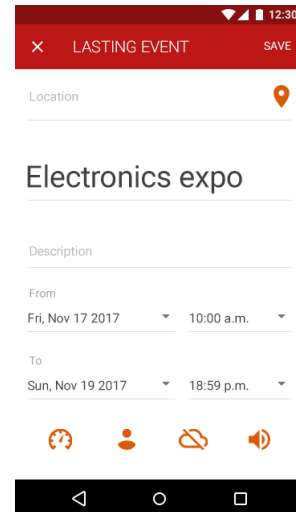 12:30
LASTING EVENT SAVE
Location
Electronics expo
Description
From
Fri, Nov 17 2017 10:00 a.m.
To
Sun, Nov 19 2017 18:59 p.m.